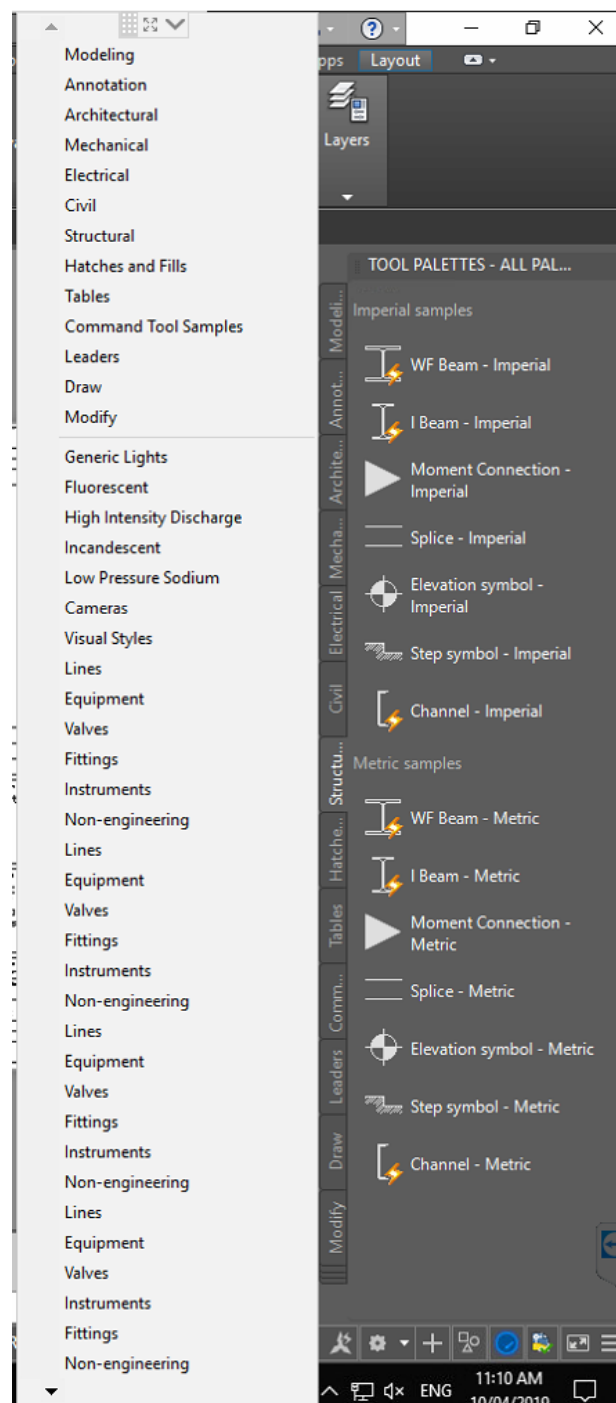 Modeling
Annotation
Architectural
Mechanical
Electrical
Civil
Structural
Hatches and Fills
Tables
Command Tool Samples
Leaders
Draw
Modify
Generic Lights
Fluorescent
High Intensity Discharge
Incandescent
Low Pressure Sodium
Cameras
Visual Styles
Lines
Equipment
Valves
Fittings
Instruments
Non-engineering
Lines
Equipment
Valves
Fittings
Instruments
Non-engineering
Lines
Equipment
Valves
Fittings
Instruments
Non-engineering
Lines
Equipment
Valves
Instruments
Fittings
Non-engineering
?
pps Layout
Layers
TOOL PALETTES - ALL PAL...
Modeli...
Annot...
Archite...
Mecha...
Electrical
Civil
Structu...
Hatche...
Tables
Comm...
Leaders
Draw
Modify
Imperial samples
WF Beam - Imperial
I Beam - Imperial
Moment Connection -
Imperial
Splice - Imperial
Elevation symbol -
Imperial
Step symbol - Imperial
Channel - Imperial
Metric samples
WF Beam - Metric
I Beam - Metric
Moment Connection -
Metric
Splice - Metric
Elevation symbol - Metric
Step symbol - Metric
Channel - Metric
ENG
11:10 AM
10/04/2019